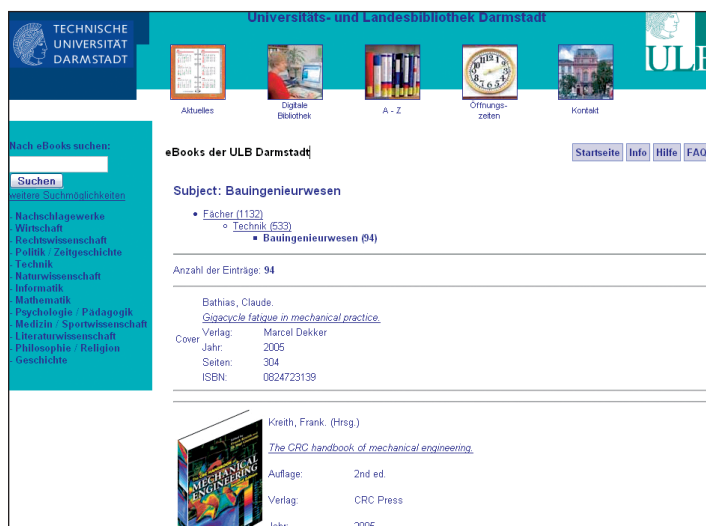 Universitäts- und Landesbibliothek Darmstadt
TECHNISCHE
UNIVERSITÄT
DARMSTADT
ULB
Aktuelles
Digitale
Bibliothek
A - Z
Öffnungs-
zeiten
Kontakt
Nach eBooks suchen:
Suchen
weitere Suchmöglichkeiten
- Nachschlagewerke
- Wirtschaft
- Rechtswissenschaft
- Politik / Zeitgeschichte
- Technik
- Naturwissenschaft
- Informatik
- Mathematik
- Psychologie / Pädagogik
- Medizin / Sportwissenschaft
- Literaturwissenschaft
- Philosophie / Religion
- Geschichte
eBooks der ULB Darmstadt
Startseite Info Hilfe FAQ
Subject: Bauingenieurwesen
Fächer (1132)
Technik (533)
Bauingenieurwesen (94)
Anzahl der Einträge: 94
Cover
Bathias, Claude.
Gigacycle fatigue in mechanical practice.
Verlag: Marcel Dekker
Jahr: 2005
Seiten: 304
ISBN: 0824723139
MECHANICAL
ENGINEERING
Kreith, Frank. (Hrsg.)
The CRC handbook of mechanical engineering.
Auflage: 2nd ed.
Verlag: CRC Press
Jahr: 2005